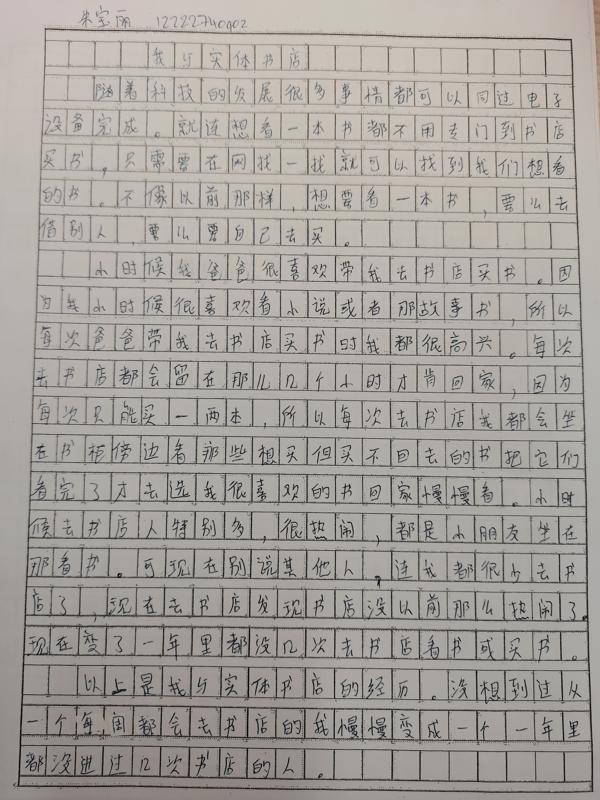 朱宝丽 12222740902
我与实体书店
随着科技的发展很多事情都可以同过电子
设备完成。就连想看一本书都不用专门到书店
买书，只需要在网找一找就可以找到我们想看
的书。不像以前那样，想要看一本书，要么去
借别人，要么要自己去买。
小时候我爸爸很喜欢带我去书店买书。因
为我小时候很喜欢看小说或者那故事书，所以
每次爸爸带我去书店买书时我都很高兴。每次
去书店都会留在那儿几个小时才肯回家，因为
每次只能买一两本，所以每次去书店我都会坐
在书柜傍边看那些想买但买不回去的书把它们
看完了才去选我很喜欢的书回家慢慢看。小时
候去书店人特别多，很热闹，都是小朋友坐在
那看书。可现在别说其他人，连我都很少去书
店了，现在去书店发现书店没以前那么热闹了。
现在变了一年里都没几次去书店看书或买书。
以上是我与实体书店的经历。没想到过从
一个每周都会去书店的我慢慢变成一个一年里
都没进过几次书店的人。